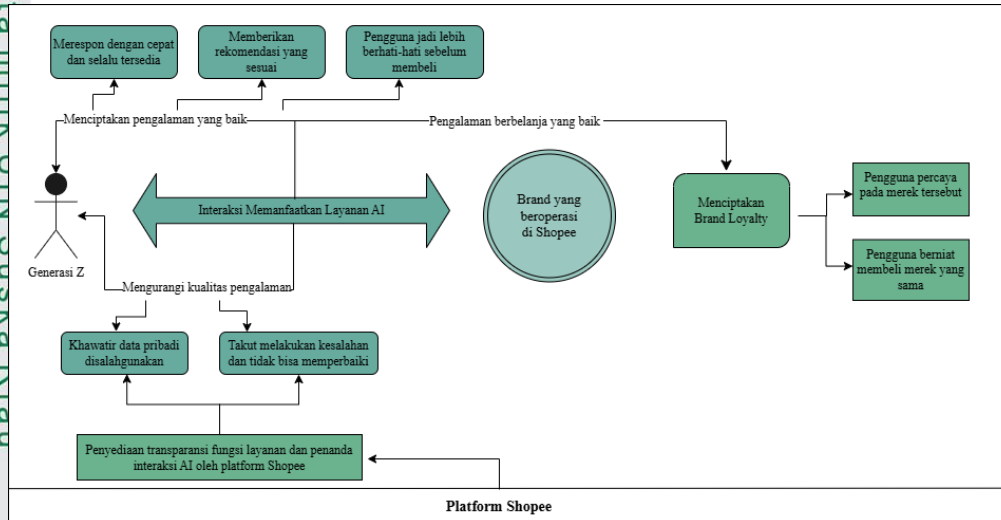 Merespon dengan cepat
dan selalu tersedia
Memberikan
rekomendasi yang
sesuai
Pengguna jadi lebih
berhati-hati sebelum
membeli
Menciptakan pengalaman yang baik
Pengalaman berbelanja yang baik
Interaksi Memanfaatkan Layanan AI
Generasi Z
Brand yang
beroperasi
di Shopee
Menciptakan
Brand Loyalty
Pengguna percaya
pada merek tersebut
Pengguna berniat
membeli merek yang
sama
Mengurangi kualitas pengalaman
Khawatir data pribadi
disalahgunakan
Takut melakukan kesalahan
dan tidak bisa memperbaiki
Penyediaan transparansi fungsi layanan dan penanda
interaksi AI oleh platform Shopee
Platform Shopee